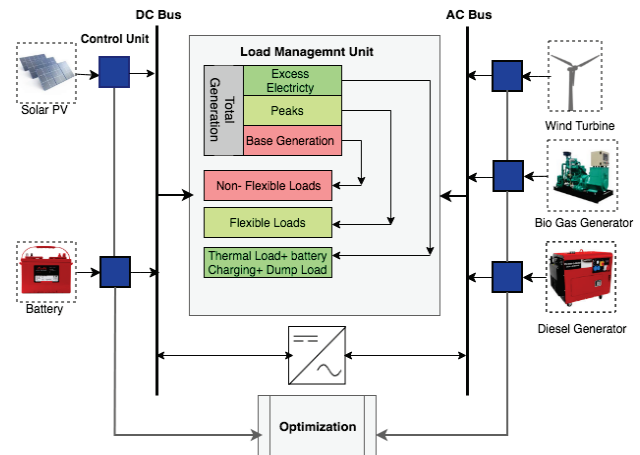 DC Bus
AC Bus
Control Unit
Load Managemnt Unit
Total
Generation
Excess
Electricty
Peaks
Base Generation
Solar PV
Wind Turbine
Non- Flexible Loads
Flexible Loads
Bio Gas Generator
Thermal Load+ battery
Charging+ Dump Load
Battery
Diesel Generator
Optimization